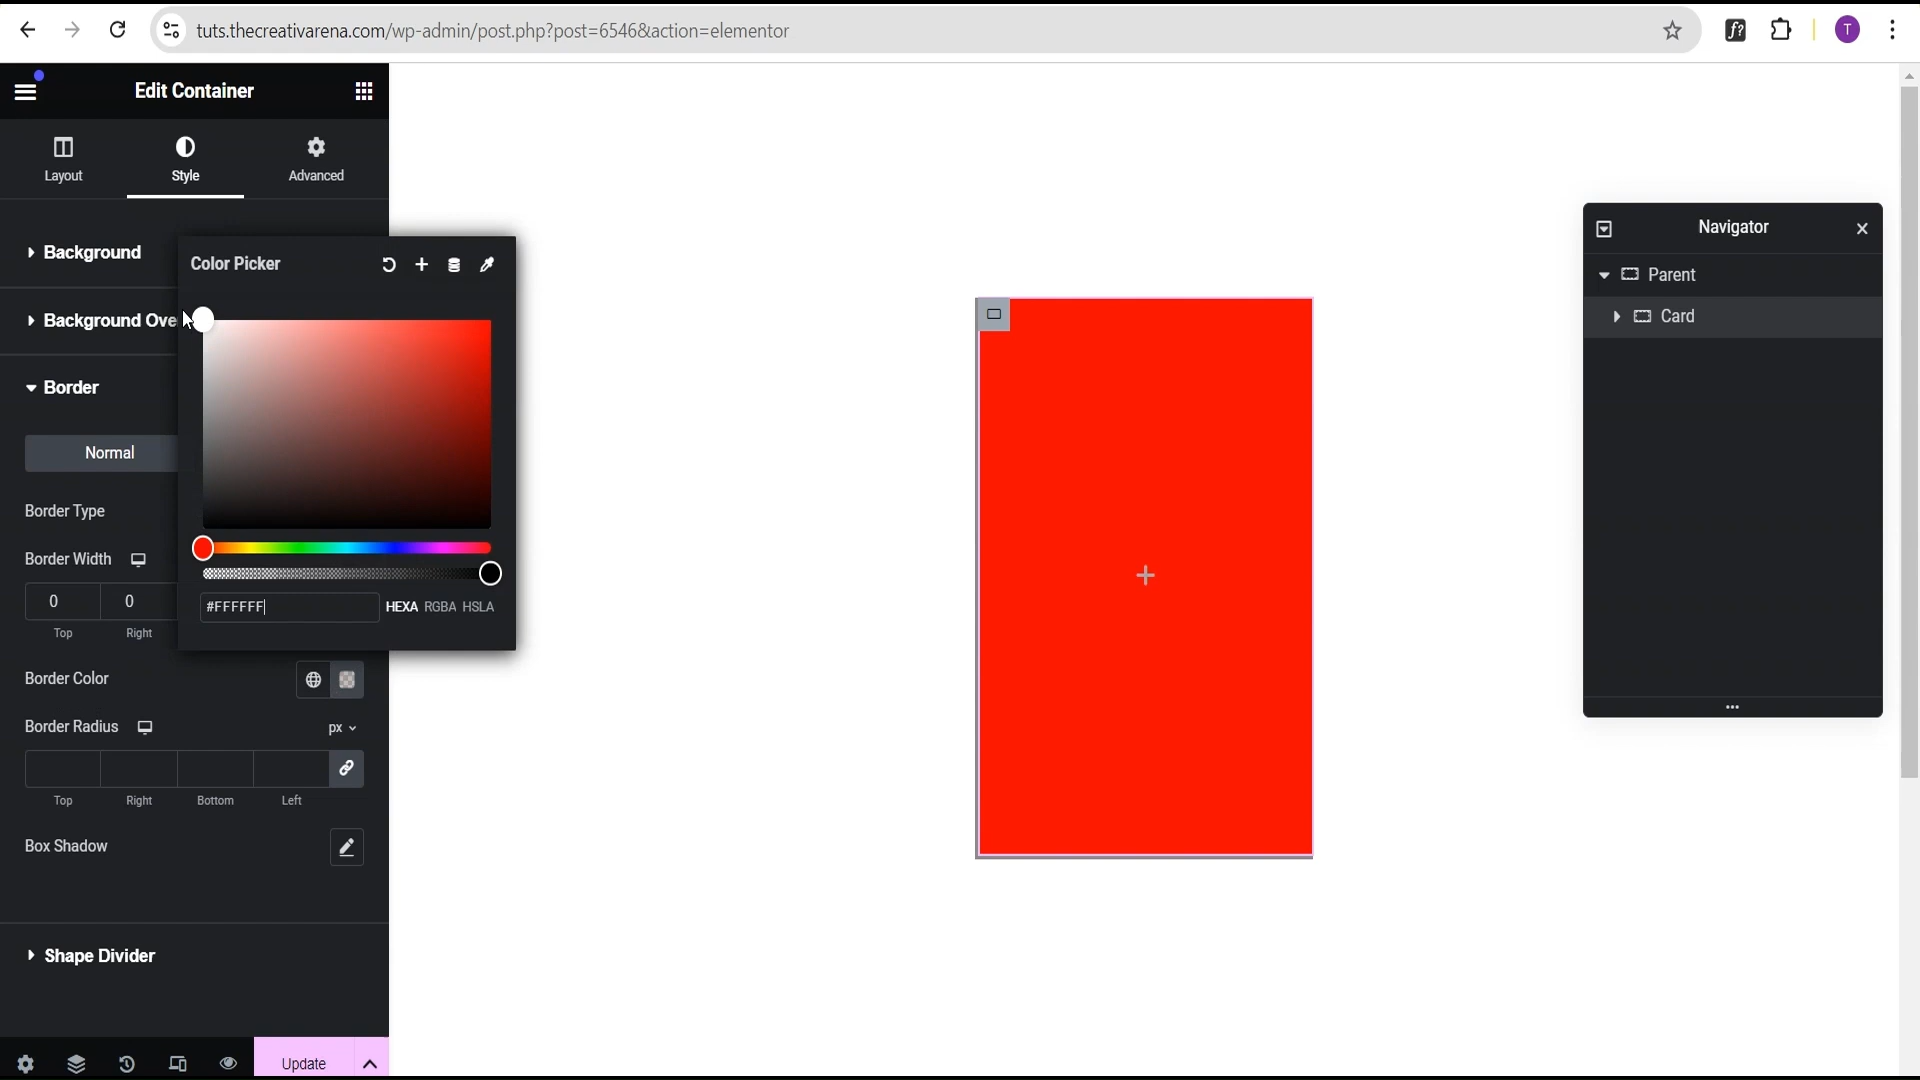 tuts.thecreativarena.com/wp-admin/post.php?post=6546&action=elementor
f?
T
Edit Container
Layout
Style
Advanced
Background
Color Picker
Background Ove
Border
Normal
Border Type
Border Width
0 0
Top Right
#FFFFFF HEXA RGBA HSLA
Border Color
Border Radius px
Top Right Bottom Left
Box Shadow
Shape Divider
Update
Navigator
Parent
Card